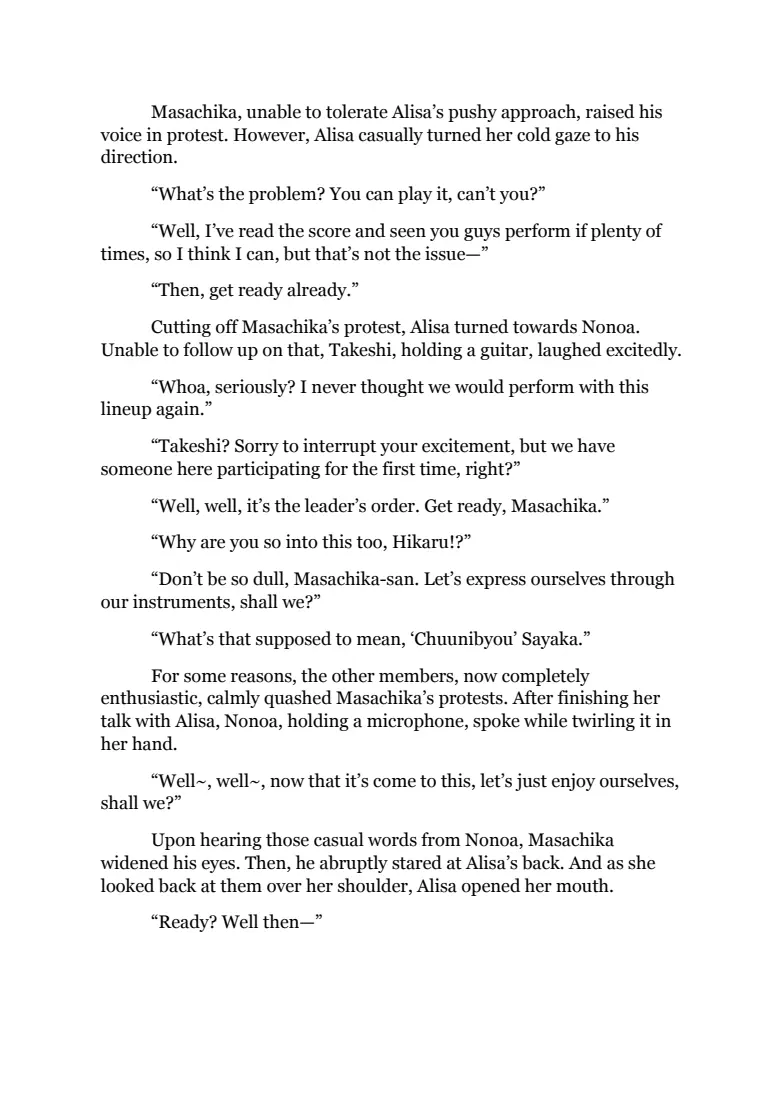 Masachika, unable to tolerate Alisa’s pushy approach, raised his
voice in protest. However, Alisa casually turned her cold gaze to his
direction.
“What’s the problem? You can play it, can’t you?”
“Well, I’ve read the score and seen you guys perform if plenty of
times, so I think I can, but that’s not the issue—”
“Then, get ready already.”
Cutting off Masachika’s protest, Alisa turned towards Nonoa.
Unable to follow up on that, Takeshi, holding a guitar, laughed excitedly.
“Whoa, seriously? I never thought we would perform with this
lineup again.”
“Takeshi? Sorry to interrupt your excitement, but we have
someone here participating for the first time, right?”
“Well, well, it’s the leader’s order. Get ready, Masachika.”
“Why are you so into this too, Hikaru!?”
“Don’t be so dull, Masachika-san. Let’s express ourselves through
our instruments, shall we?”
“What’s that supposed to mean, ‘Chuunibyou’ Sayaka.”
For some reasons, the other members, now completely
enthusiastic, calmly quashed Masachika’s protests. After finishing her
talk with Alisa, Nonoa, holding a microphone, spoke while twirling it in
her hand.
“Well~, well~, now that it’s come to this, let’s just enjoy ourselves,
shall we?”
Upon hearing those casual words from Nonoa, Masachika
widened his eyes. Then, he abruptly stared at Alisa’s back. And as she
looked back at them over her shoulder, Alisa opened her mouth.
“Ready? Well then—”